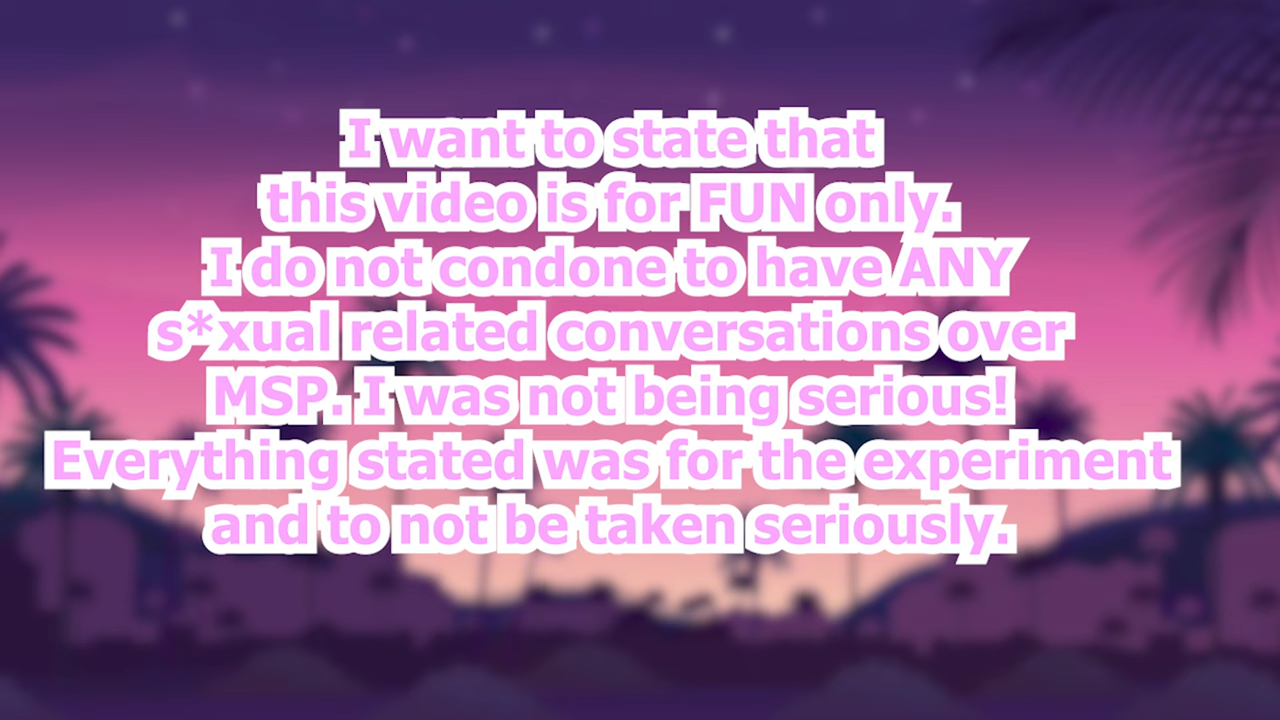 I want to state that
this video is for FUN only.
I do not condone to have ANY
s*xual related conversations over
MSP. I was not being serious!
Everything stated was for the experiment
and to not be taken seriously.